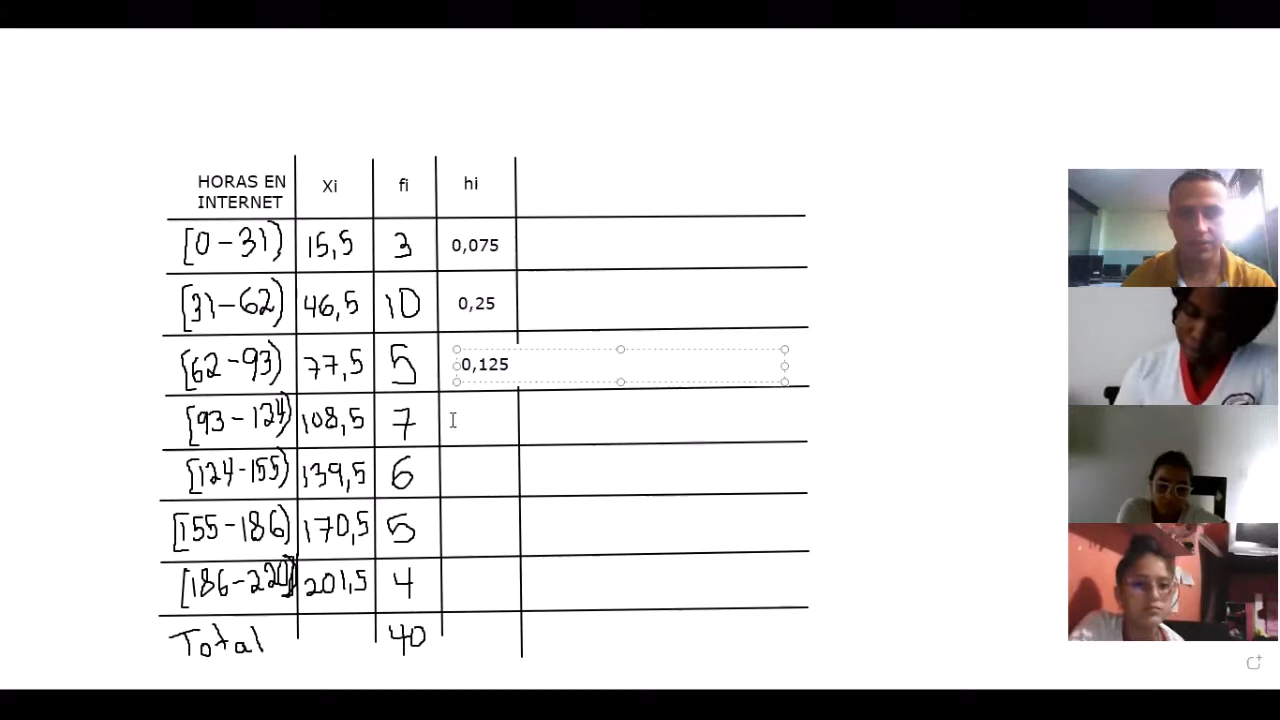 HORAS EN INTERNET Xi fi hi
[0-31) 15,5 3 0,075
[31-62) 46,5 10 0,25
[62-93) 77,5 5 0,125
[93-124) 108,5 7
[124-155) 139,5 6
[155-186) 170,5 5
[186-220] 201,5 4
Total 40